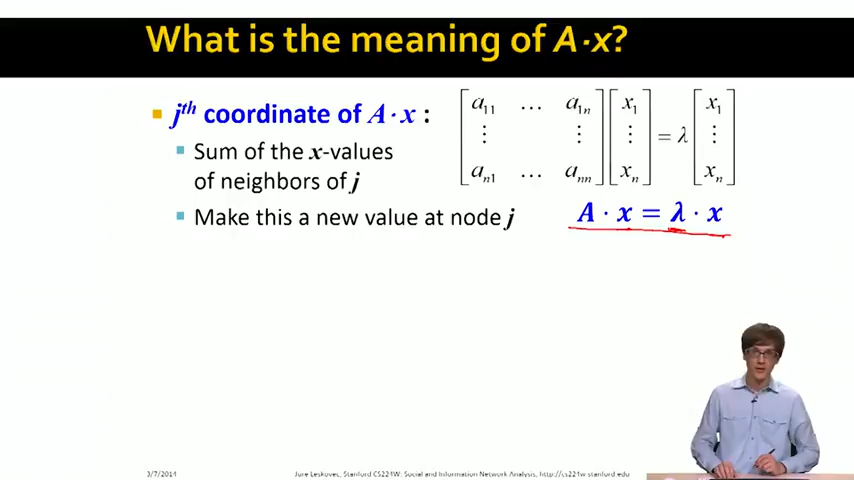 What is the meaning of A·x?
jth coordinate of A·x :
Sum of the x-values
of neighbors of j
Make this a new value at node j
[a11 … a1n ⋮ ⋮ an1 … ann] [x1 ⋮ xn] = λ [x1 ⋮ xn]
A · x = λ · x
3/7/2014
Jure Leskovec, Stanford CS224W: Social and Information Network Analysis, http://cs224w.stanford.edu